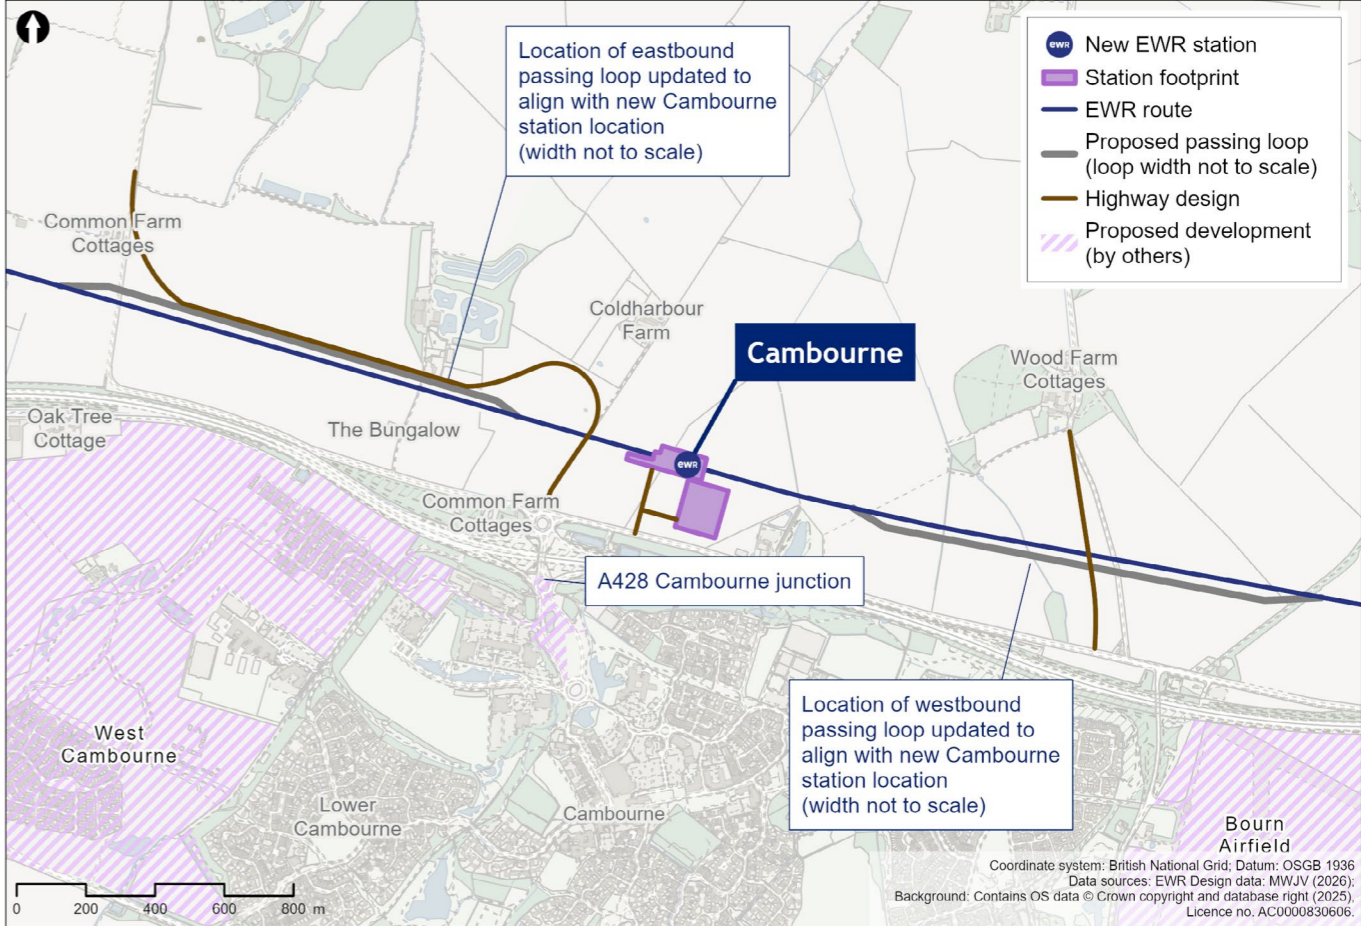 Location of eastbound
passing loop updated to
align with new Cambourne
station location
(width not to scale)
ewr New EWR station
Station footprint
EWR route
Proposed passing loop
(loop width not to scale)
Highway design
Proposed development
(by others)
Common Farm
Cottages
Coldharbour
Farm
Cambourne
Wood Farm
Cottages
Oak Tree
Cottage
The Bungalow
ewr
Common Farm
Cottages
A428 Cambourne junction
Location of westbound
passing loop updated to
align with new Cambourne
station location
(width not to scale)
West
Cambourne
Lower
Cambourne
Cambourne
Bourn
Airfield
0 200 400 600 800 m
Coordinate system: British National Grid; Datum: OSGB 1936
Data sources: EWR Design data: MWJV (2026);
Background: Contains OS data © Crown copyright and database right (2025),
Licence no. AC0000830606.